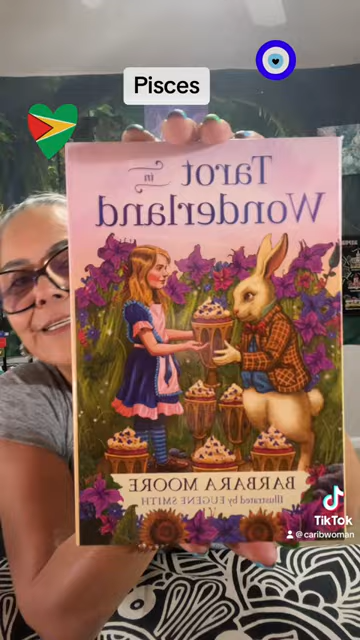 Pisces
Tarot
in
Wonderland
BARBARA MOORE
Illustrated by EUGENE SMITH
TikTok
@caribwoman